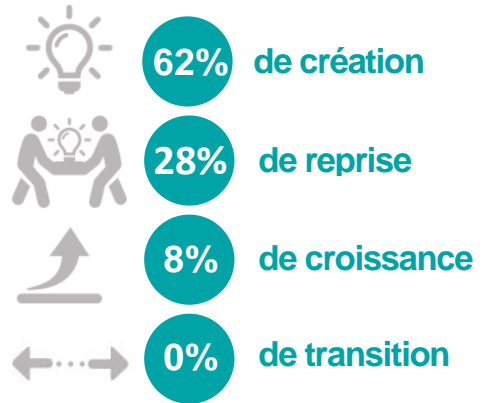 62% de création
28% de reprise
8% de croissance
0% de transition